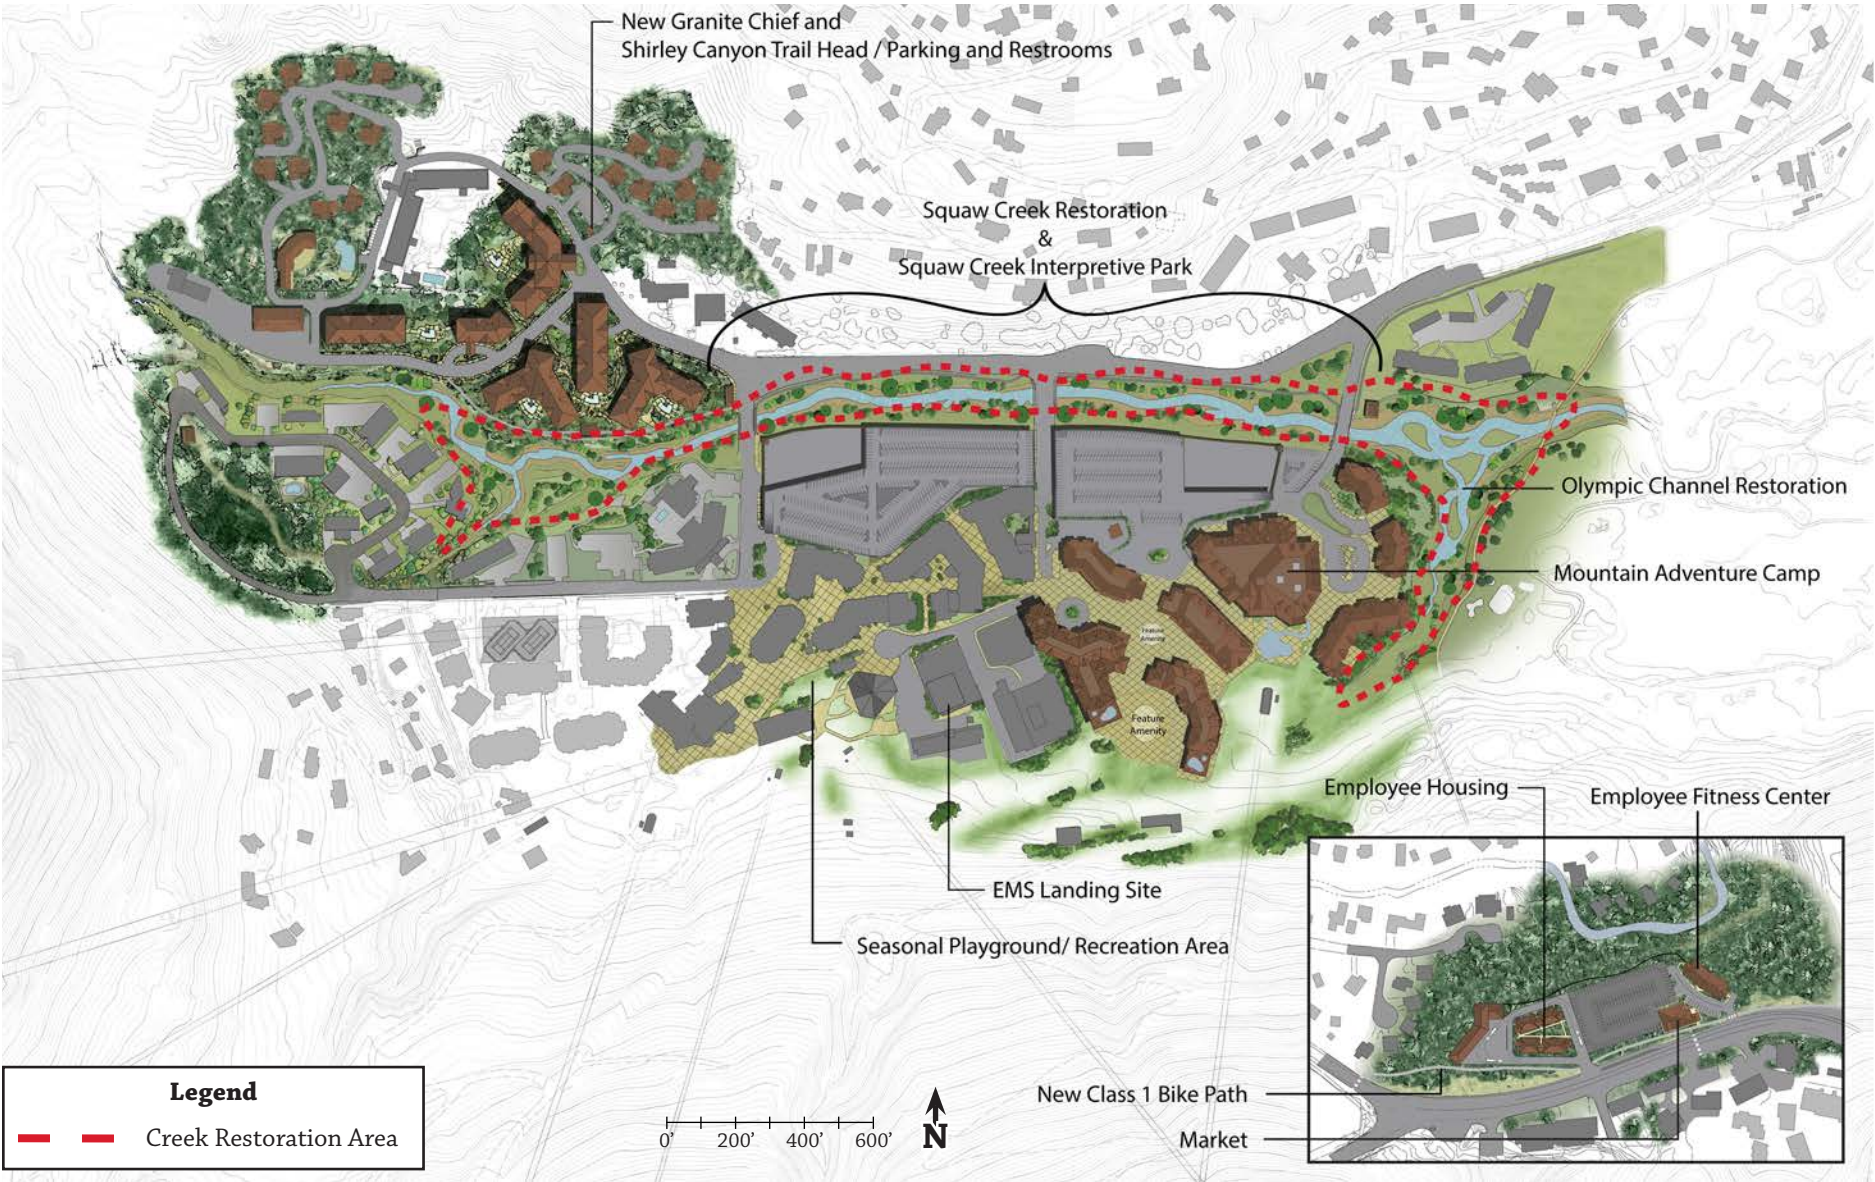 New Granite Chief and
Shirley Canyon Trail Head / Parking and Restrooms
Squaw Creek Restoration
&
Squaw Creek Interpretive Park
Olympic Channel Restoration
Mountain Adventure Camp
Feature
Amenity
Feature
Amenity
Employee Housing
Employee Fitness Center
EMS Landing Site
Seasonal Playground/ Recreation Area
New Class 1 Bike Path
Market
Legend
Creek Restoration Area
0' 200' 400' 600'
N